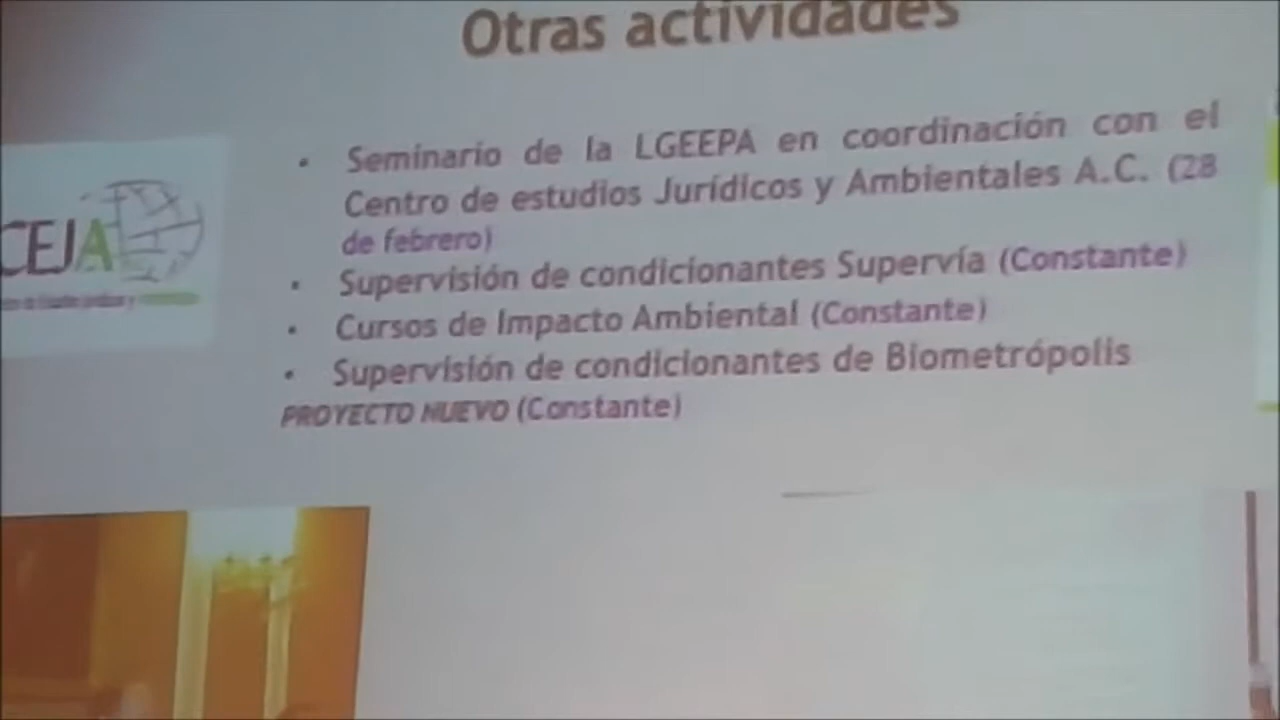 Otras actividades
• Seminario de la LGEEPA en coordinación con el
Centro de estudios Jurídicos y Ambientales A.C. (28
de febrero)
• Supervisión de condicionantes Supervía (Constante)
• Cursos de Impacto Ambiental (Constante)
• Supervisión de condicionantes de Biometrópolis
PROYECTO NUEVO (Constante)
CEJA